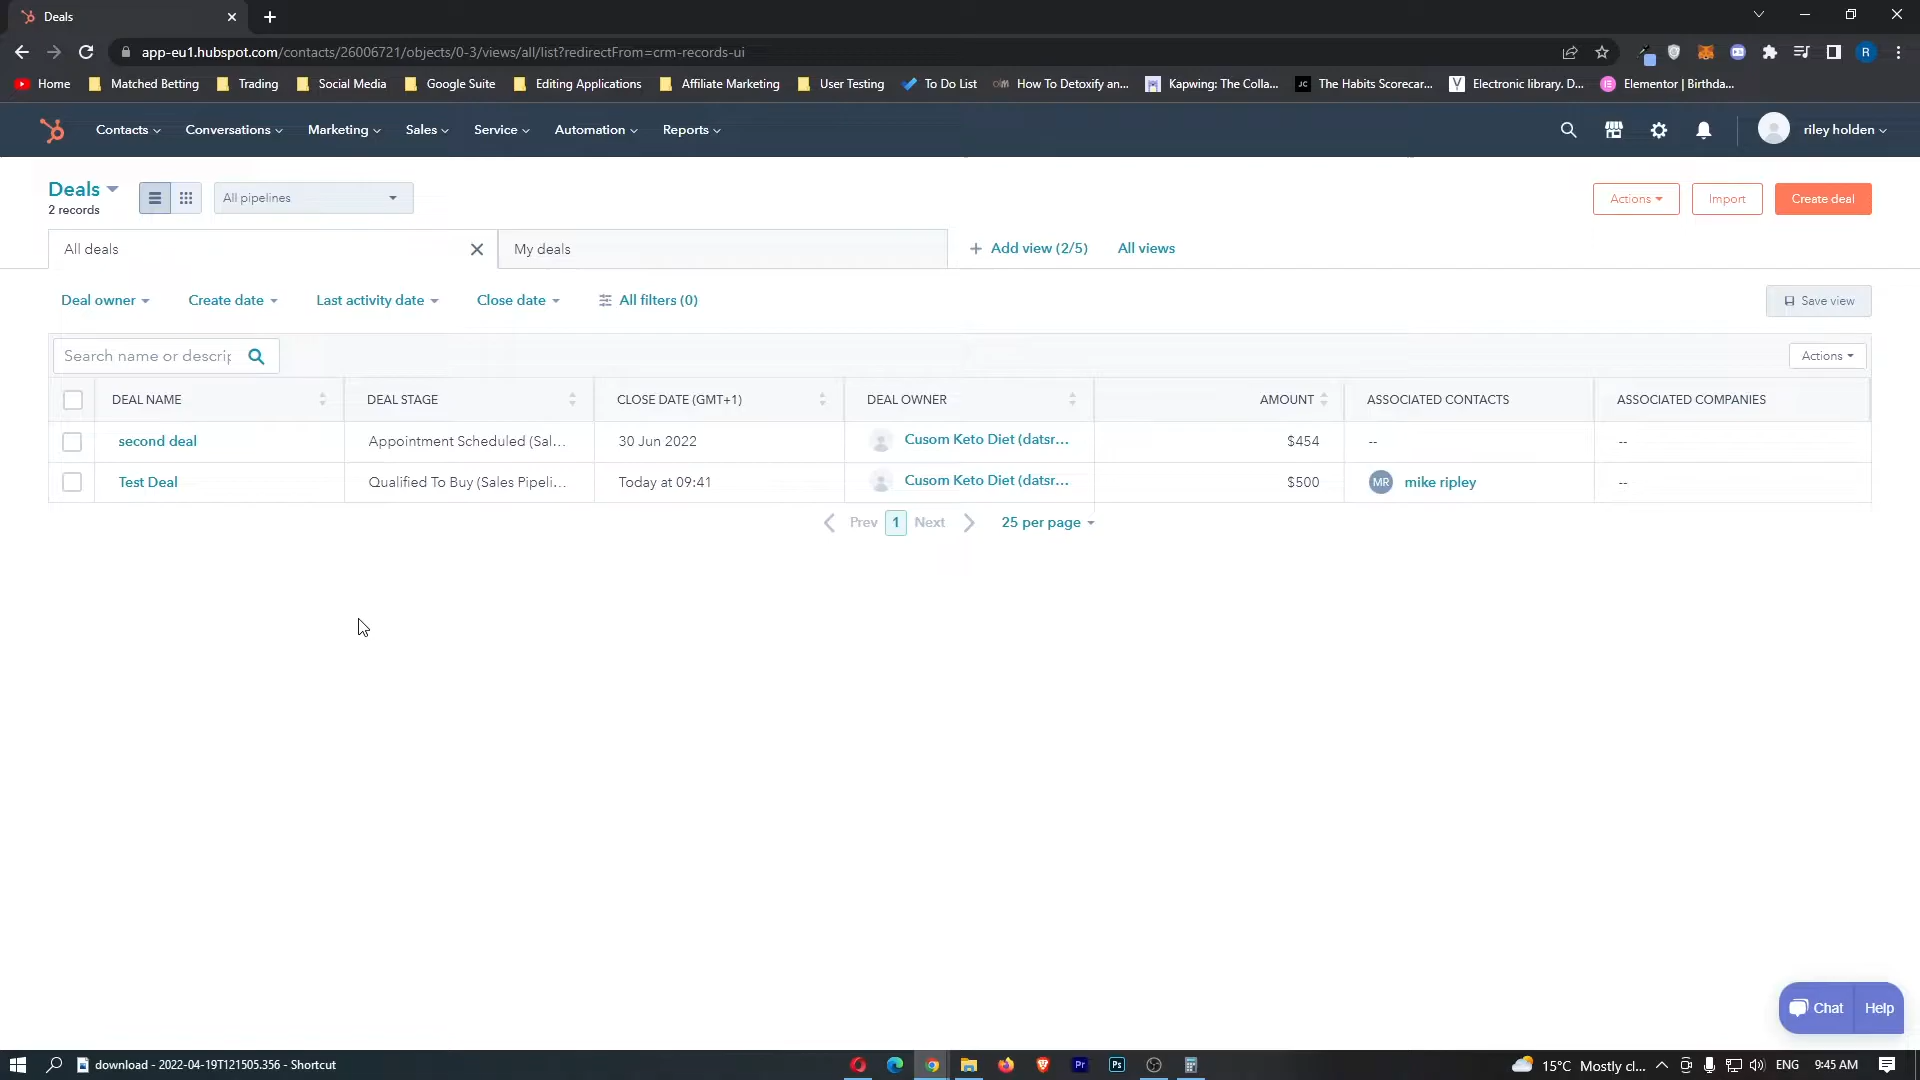 Deals
app-eu1.hubspot.com/contacts/26006721/objects/0-3/views/all/list?redirectFrom=crm-records-ui
R
Home Matched Betting Trading Social Media Google Suite Editing Applications Affiliate Marketing User Testing To Do List How To Detoxify an... Kapwing: The Colla... JC The Habits Scorecar... Electronic library. D... Elementor | Birthda...
Contacts Conversations Marketing Sales Service Automation Reports riley holden
Deals
2 records
All pipelines
Actions Import Create deal
All deals My deals Add view (2/5) All views
Deal owner Create date Last activity date Close date All filters (0) Save view
Search name or descrip Actions
DEAL NAME DEAL STAGE CLOSE DATE (GMT+1) DEAL OWNER AMOUNT ASSOCIATED CONTACTS ASSOCIATED COMPANIES
second deal Appointment Scheduled (Sal... 30 Jun 2022 Cusom Keto Diet (datsr... $454 -- --
Test Deal Qualified To Buy (Sales Pipeli... Today at 09:41 Cusom Keto Diet (datsr... $500 MR mike ripley --
Prev 1 Next 25 per page
Chat Help
download - 2022-04-19T121505.356 - Shortcut Pr Ps 15°C Mostly cl... ENG 9:45 AM